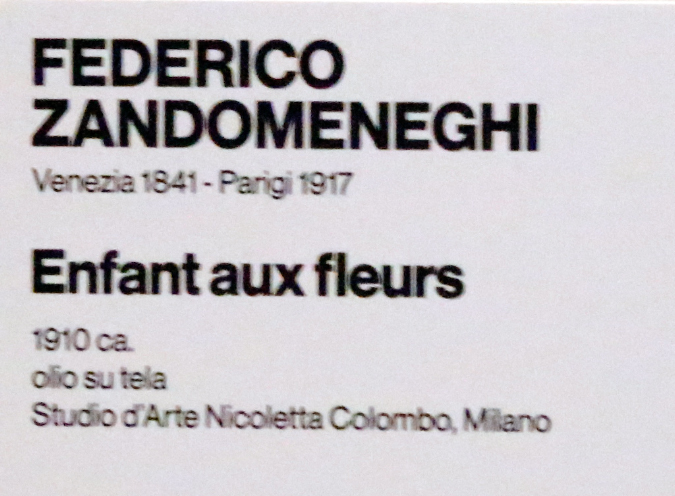 FEDERICO
ZANDOMENEGHI
Venezia 1841 - Parigi 1917
Enfant aux fleurs
1910 ca.
olio su tela
Studio d'Arte Nicoletta Colombo, Milano